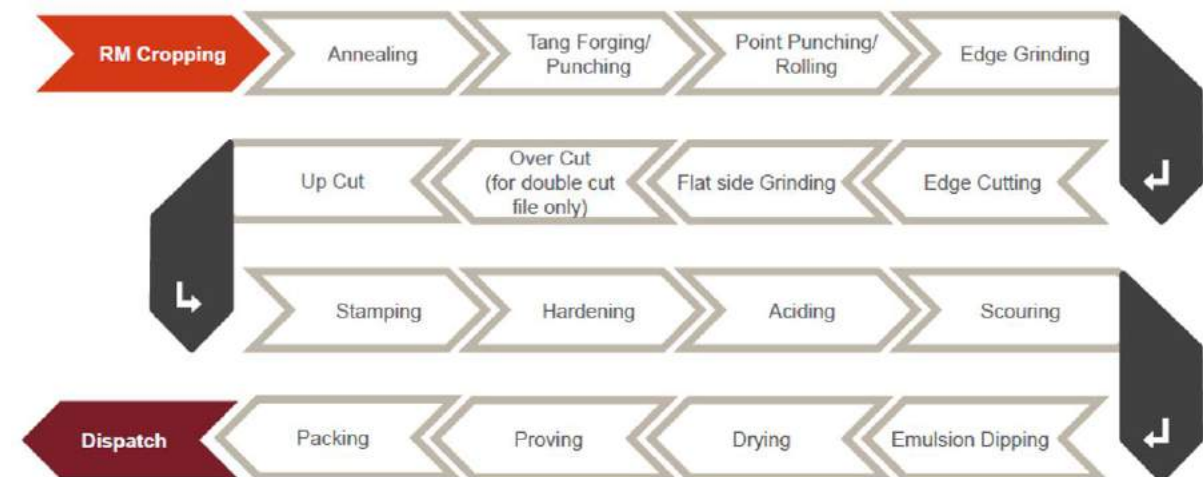 RM Cropping
Annealing
Tang Forging/
Punching
Point Punching/
Rolling
Edge Grinding
Edge Cutting
Flat side Grinding
Over Cut
(for double cut
file only)
Up Cut
Stamping
Hardening
Aciding
Scouring
Emulsion Dipping
Drying
Proving
Packing
Dispatch